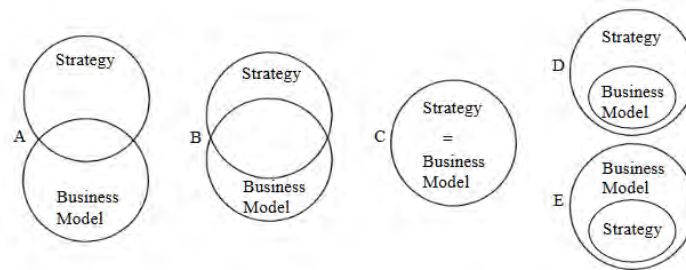 A
Strategy
Business
Model
B
Strategy
Business
Model
C
Strategy
=
Business
Model
D
Strategy
Business
Model
E
Business
Model
Strategy